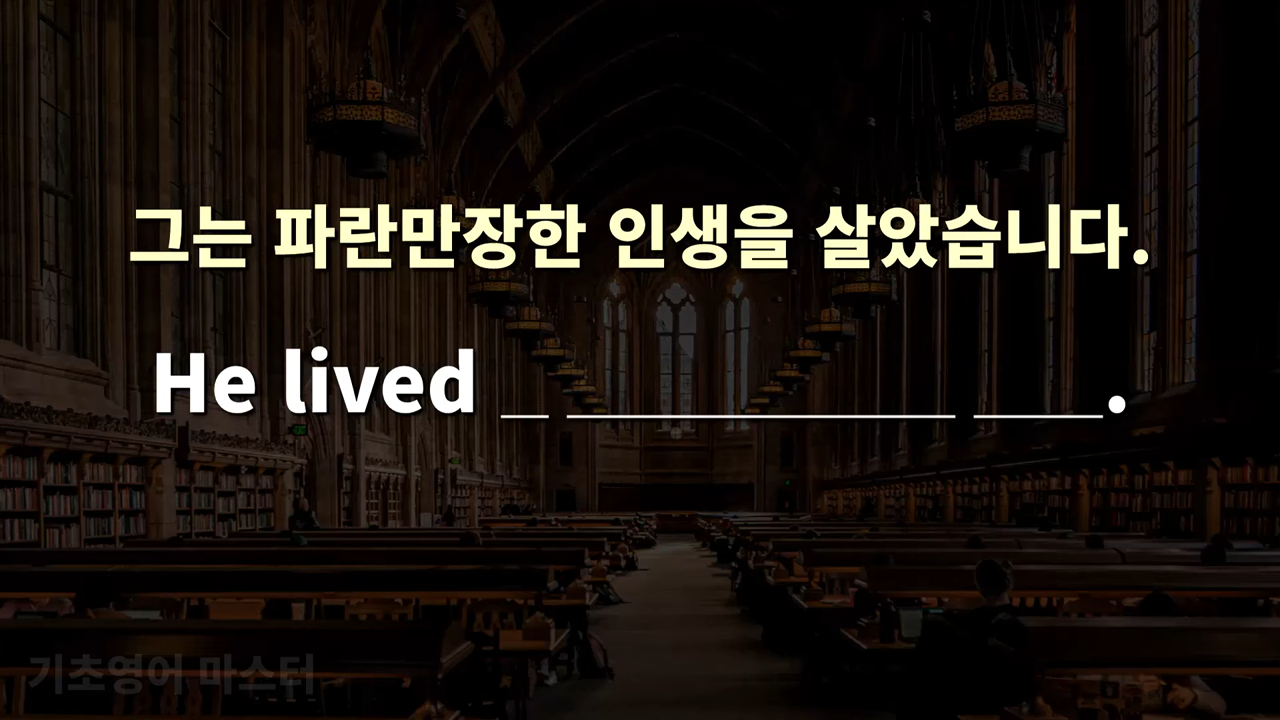 그는 파란만장한 인생을 살았습니다.
He lived _ ________ ____.
기초영어 마스터